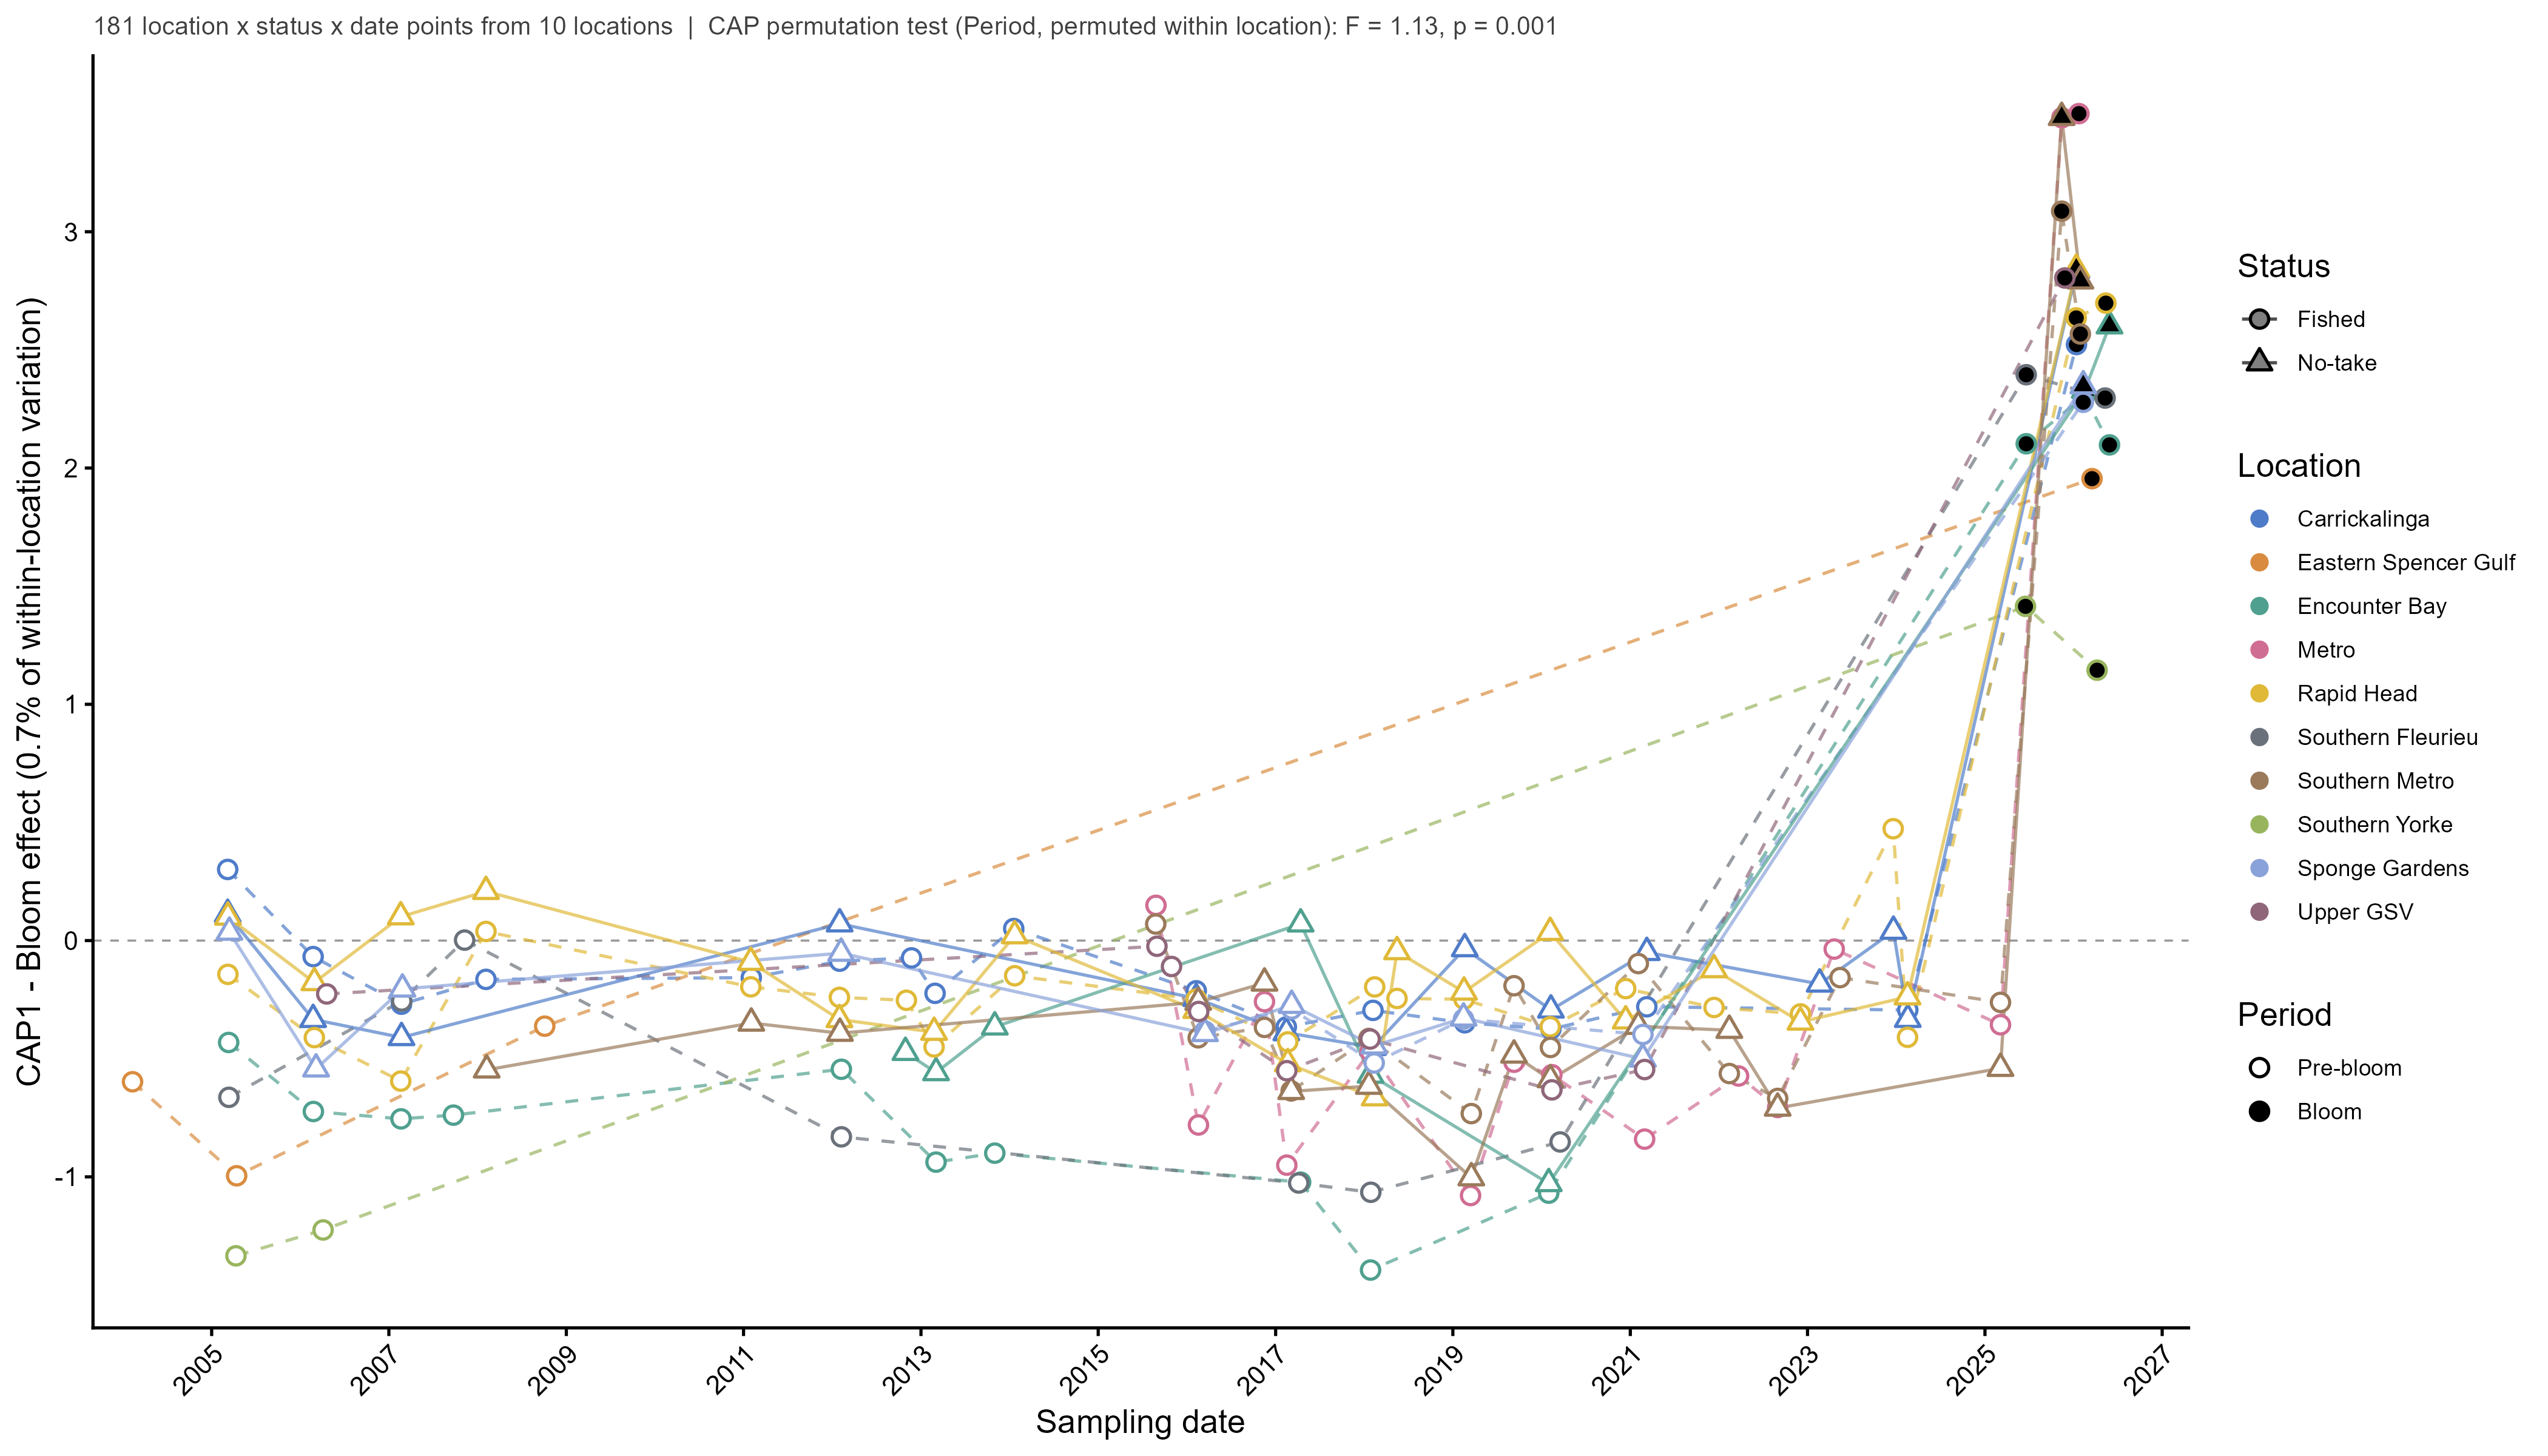 181 location x status x date points from 10 locations  |  CAP permutation test (Period, permuted within location): F = 1.13, p = 0.001
CAP1 - Bloom effect (0.7% of within-location variation)
3
2
1
0
-1
2005
2007
2009
2011
2013
2015
2017
2019
2021
2023
2025
2027
Sampling date
Status
Fished
No-take
Location
Carrickalinga
Eastern Spencer Gulf
Encounter Bay
Metro
Rapid Head
Southern Fleurieu
Southern Metro
Southern Yorke
Sponge Gardens
Upper GSV
Period
Pre-bloom
Bloom